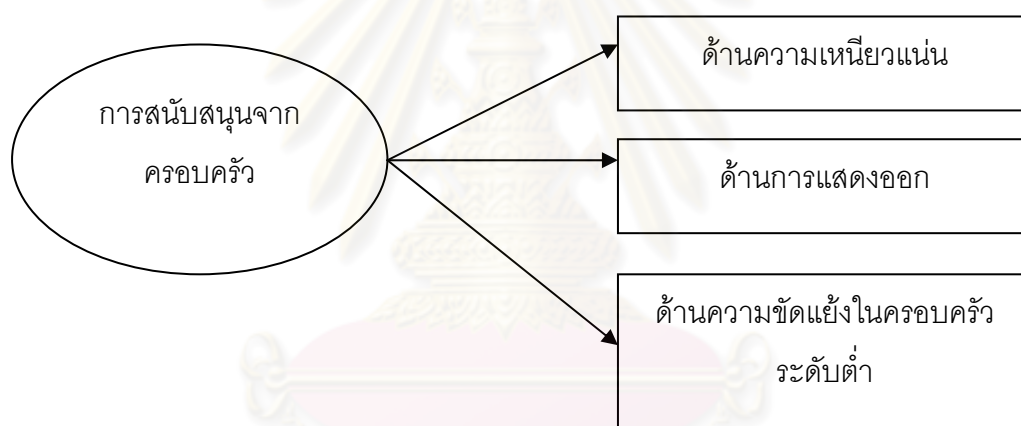 การสนับสนุนจาก
ครอบครัว
ด้านความเหนียวแน่น
ด้านการแสดงออก
ด้านความขัดแย้งในครอบครัว
ระดับต่ำ